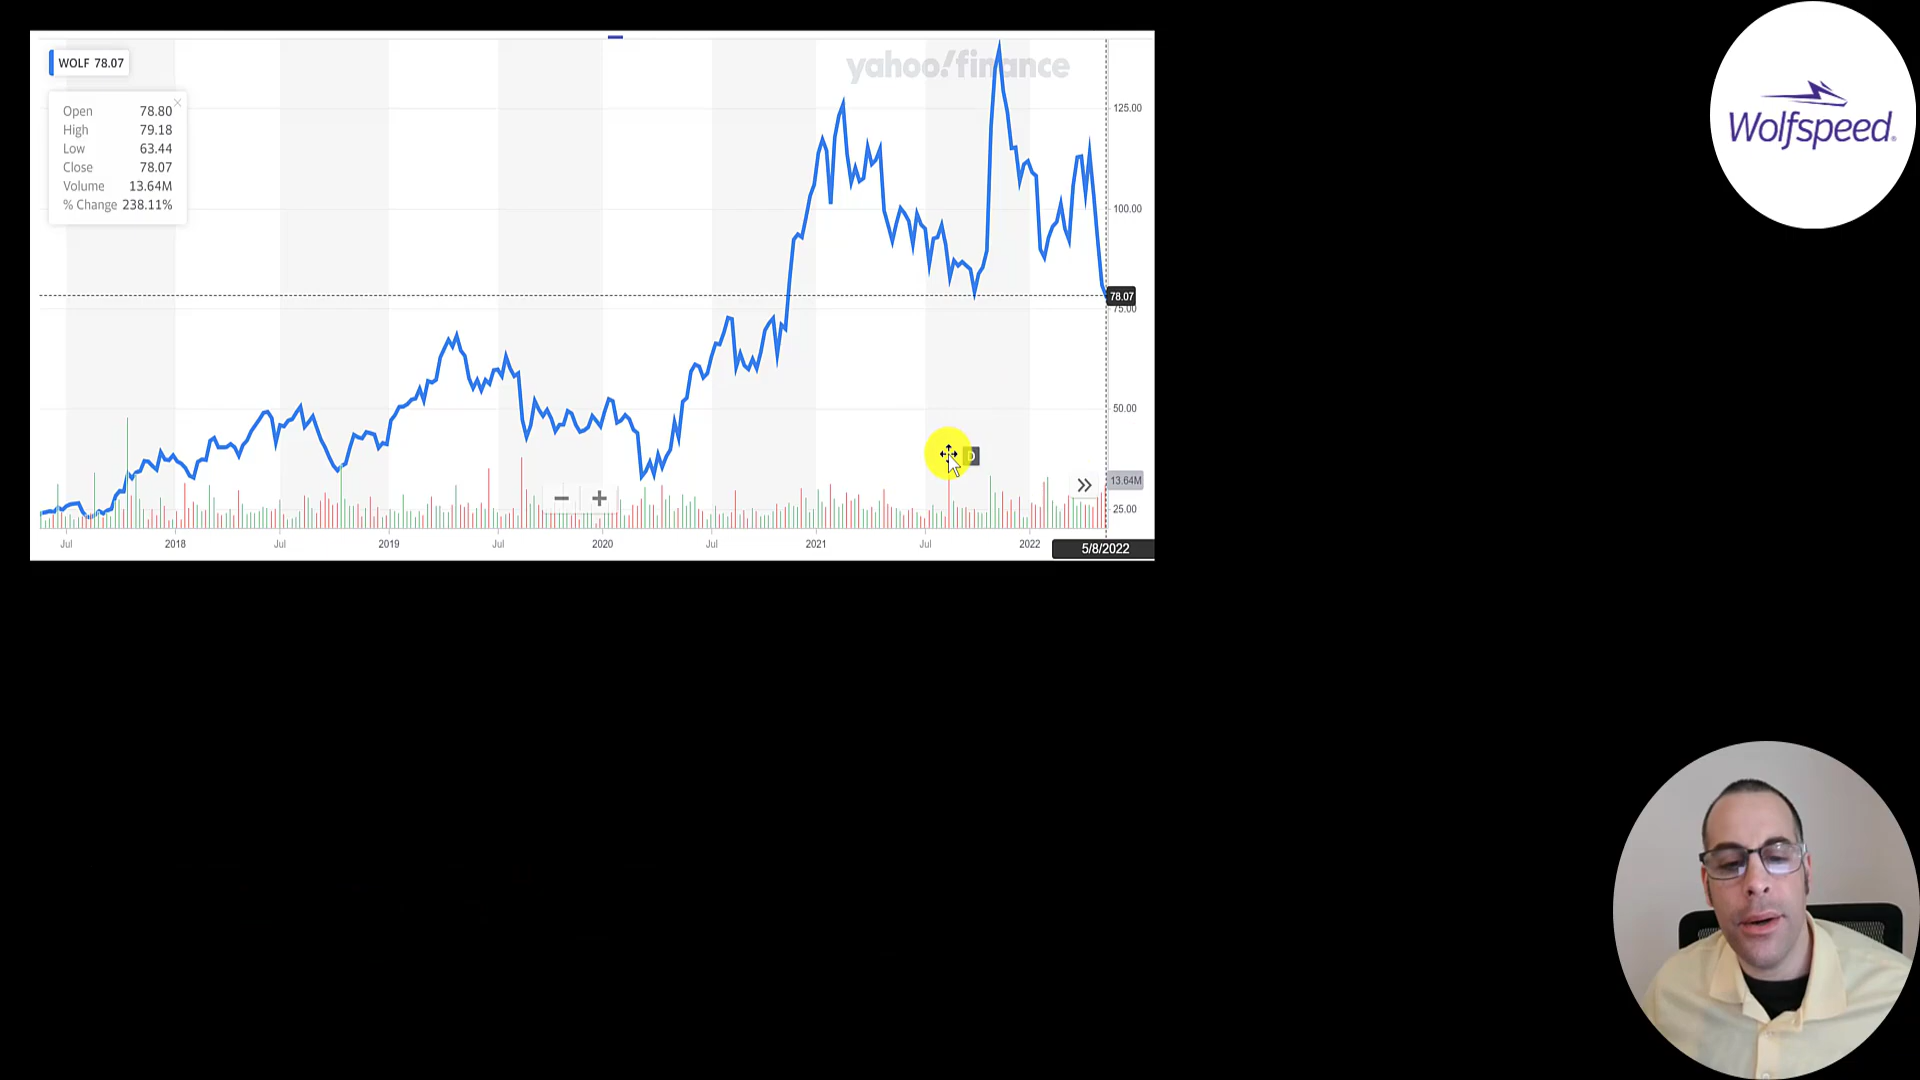 yahoo!finance
WOLF 78.07
Open 78.80
High 79.18
Low 63.44
Close 78.07
Volume 13.64M
% Change 238.11%
125.00
100.00
78.07
75.00
50.00
13.64M
25.00
D
Jul 2018 Jul 2019 Jul 2020 Jul 2021 Jul 2022 5/8/2022
Wolfspeed®